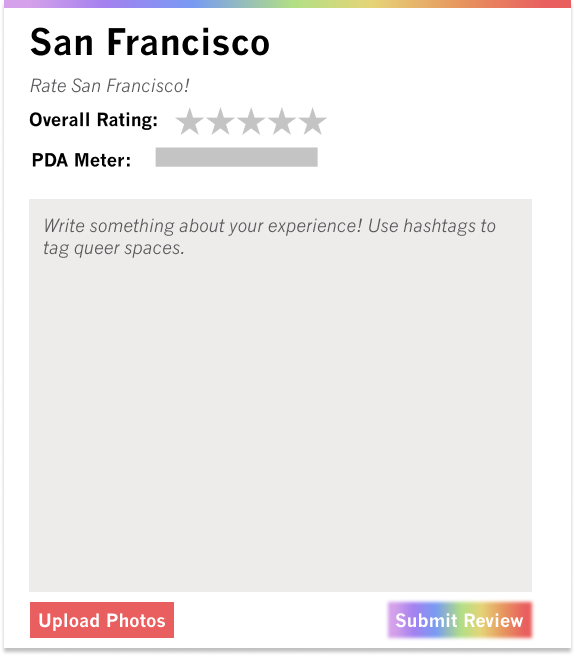 San Francisco
Rate San Francisco!
Overall Rating:
PDA Meter:
Write something about your experience! Use hashtags to
tag queer spaces.
Upload Photos
Submit Review